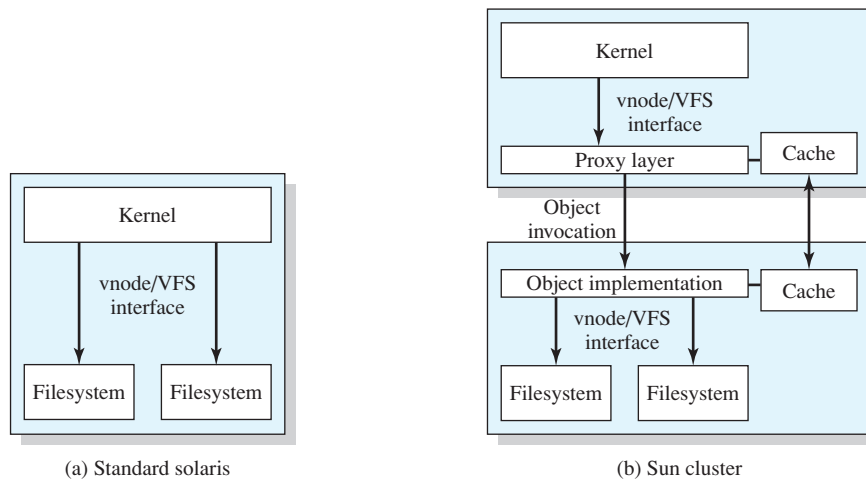 Kernel
vnode/VFS
interface
Filesystem
Filesystem
(a) Standard solaris
Kernel
vnode/VFS
interface
Proxy layer
Cache
Object
invocation
Object implementation
Cache
vnode/VFS
interface
Filesystem
Filesystem
(b) Sun cluster